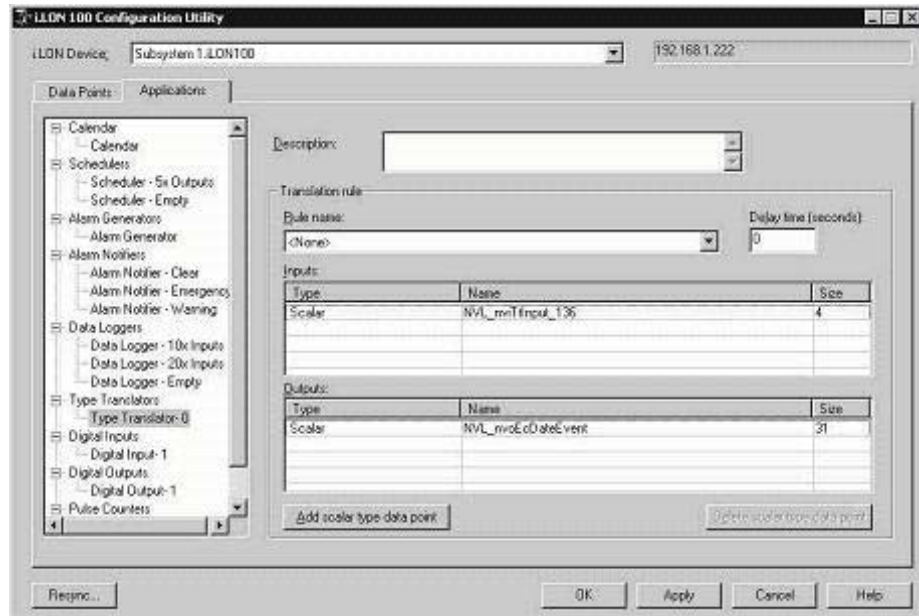 i.LON 100 Configuration Utility
i.LON Device: Subsystem 1.iLON100 192.168.1.222
Data Points Applications
Calendar
Calendar
Schedulers
Scheduler - 5x Outputs
Scheduler - Empty
Alarm Generators
Alarm Generator
Alarm Notifiers
Alarm Notifier - Clear
Alarm Notifier - Emergency
Alarm Notifier - Warning
Data Loggers
Data Logger - 10x Inputs
Data Logger - 20x Inputs
Data Logger - Empty
Type Translators
Type Translator- 0
Digital Inputs
Digital Input- 1
Digital Outputs
Digital Output- 1
Pulse Counters
Description:
Translation rule
Rule name: Delay time (seconds):
<None> 0
Inputs:
Type Name Size
Scalar NVL_nviTtInput_136 4
Outputs:
Type Name Size
Scalar NVL_nvoEcDateEvent 31
Add scalar type data point Delete scalar type data point
Resync... OK Apply Cancel Help